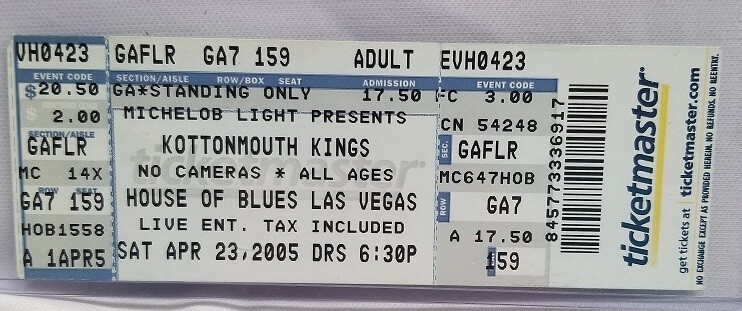 VH0423 GAFLR GA7 159 ADULT EVH0423
EVENT CODE SECTION/AISLE ROW/BOX SEAT ADMISSION EVENT CODE
$ 20.50 GA*STANDING ONLY 17.50 FC 3.00
$ 2.00 MICHELOB LIGHT PRESENTS CN 54248
SECTION/AISLE
GAFLR KOTTONMOUTH KINGS SEC. GAFLR
MC 14X NO CAMERAS * ALL AGES MC647HOB
ROW SEAT
GA7 159 HOUSE OF BLUES LAS VEGAS ROW GA7
HOB1558 LIVE ENT. TAX INCLUDED A 17.50
A 1APR5 SAT APR 23,2005 DRS 6:30P 159
ticketmaster
845773336917
ticketmaster
get tickets at ticketmaster.com
NO EXCHANGE EXCEPT AS PROVIDED HEREIN. NO REFUNDS. NO REENTRY.